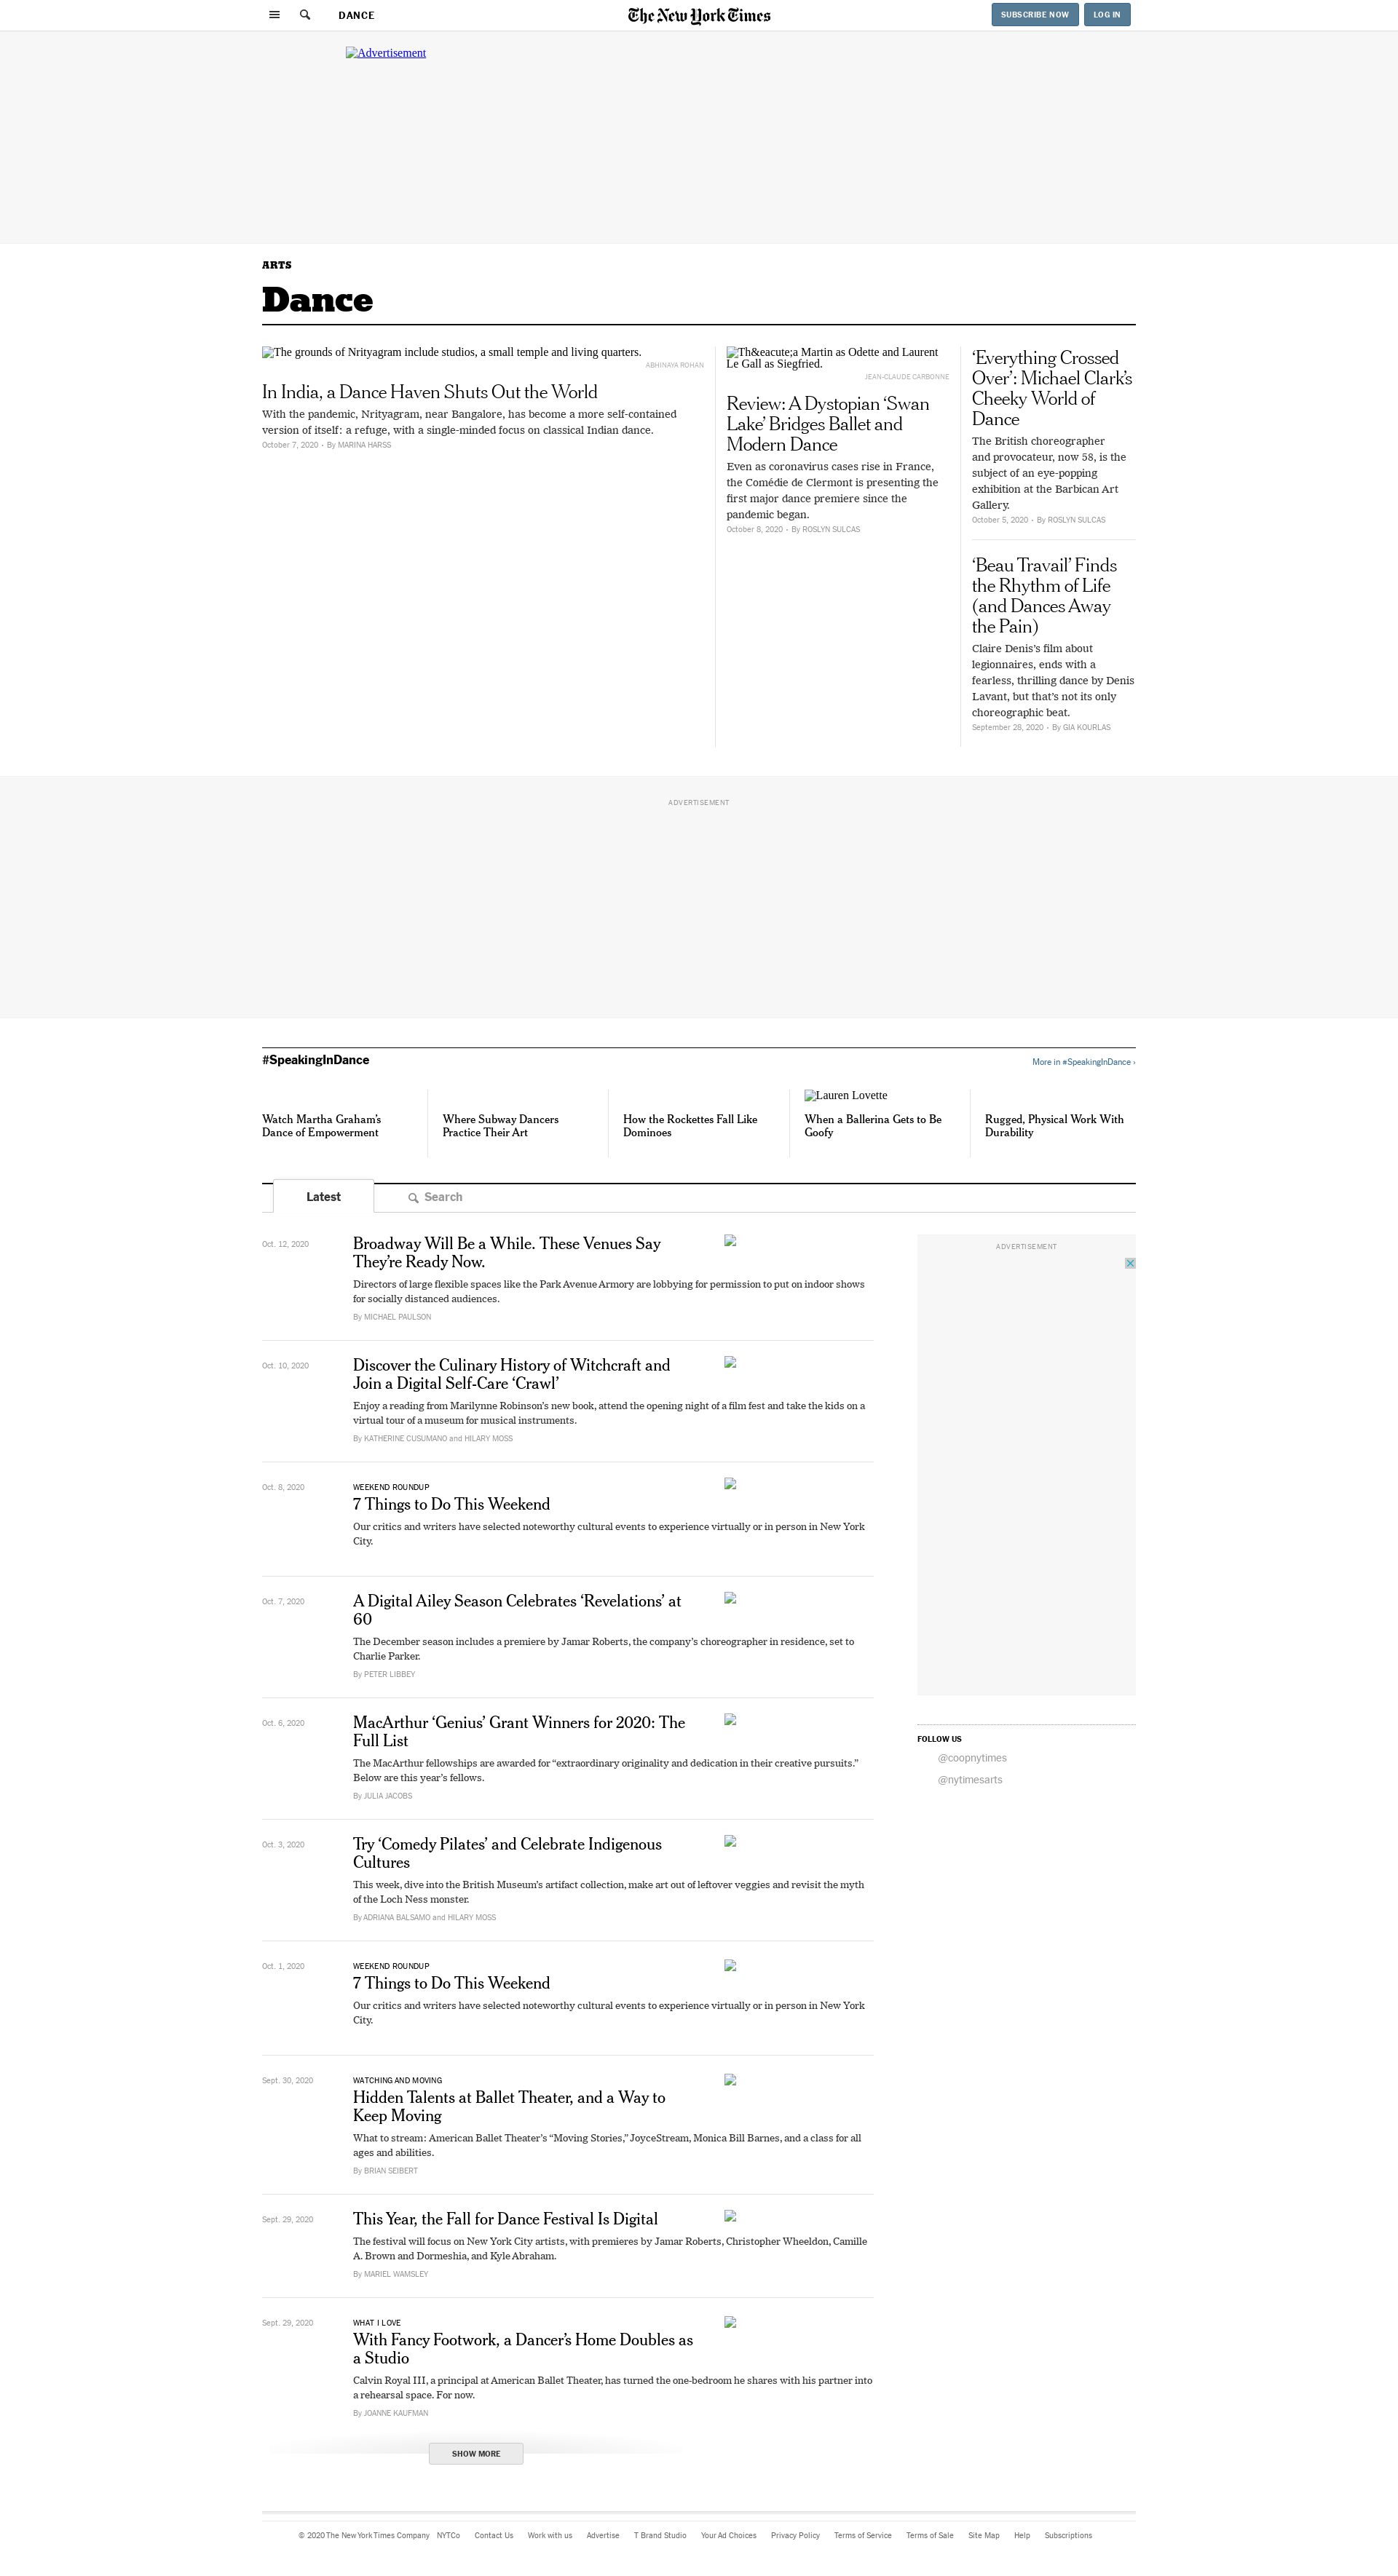 DANCE
The New York Times
SUBSCRIBE NOW
LOG IN
Advertisement
ARTS
Dance
The grounds of Nrityagram include studios, a small temple and living quarters.
ABHINAYA ROHAN
In India, a Dance Haven Shuts Out the World
With the pandemic, Nrityagram, near Bangalore, has become a more self-contained
version of itself: a refuge, with a single-minded focus on classical Indian dance.
October 7, 2020 • By MARINA HARSS
Th&eacute;a Martin as Odette and Laurent
Le Gall as Siegfried.
JEAN-CLAUDE CARBONNE
Review: A Dystopian ‘Swan
Lake’ Bridges Ballet and
Modern Dance
Even as coronavirus cases rise in France,
the Comédie de Clermont is presenting the
first major dance premiere since the
pandemic began.
October 8, 2020 • By ROSLYN SULCAS
‘Everything Crossed
Over’: Michael Clark’s
Cheeky World of
Dance
The British choreographer
and provocateur, now 58, is the
subject of an eye-popping
exhibition at the Barbican Art
Gallery.
October 5, 2020 • By ROSLYN SULCAS
‘Beau Travail’ Finds
the Rhythm of Life
(and Dances Away
the Pain)
Claire Denis’s film about
legionnaires, ends with a
fearless, thrilling dance by Denis
Lavant, but that’s not its only
choreographic beat.
September 28, 2020 • By GIA KOURLAS
ADVERTISEMENT
#SpeakingInDance
More in #SpeakingInDance ›
Watch Martha Graham’s
Dance of Empowerment
Where Subway Dancers
Practice Their Art
How the Rockettes Fall Like
Dominoes
Lauren Lovette
When a Ballerina Gets to Be
Goofy
Rugged, Physical Work With
Durability
Latest
Search
Oct. 12, 2020
Broadway Will Be a While. These Venues Say
They’re Ready Now.
Directors of large flexible spaces like the Park Avenue Armory are lobbying for permission to put on indoor shows
for socially distanced audiences.
By MICHAEL PAULSON
ADVERTISEMENT
Oct. 10, 2020
Discover the Culinary History of Witchcraft and
Join a Digital Self-Care ‘Crawl’
Enjoy a reading from Marilynne Robinson’s new book, attend the opening night of a film fest and take the kids on a
virtual tour of a museum for musical instruments.
By KATHERINE CUSUMANO and HILARY MOSS
Oct. 8, 2020
WEEKEND ROUNDUP
7 Things to Do This Weekend
Our critics and writers have selected noteworthy cultural events to experience virtually or in person in New York
City.
Oct. 7, 2020
A Digital Ailey Season Celebrates ‘Revelations’ at
60
The December season includes a premiere by Jamar Roberts, the company’s choreographer in residence, set to
Charlie Parker.
By PETER LIBBEY
Oct. 6, 2020
MacArthur ‘Genius’ Grant Winners for 2020: The
Full List
The MacArthur fellowships are awarded for “extraordinary originality and dedication in their creative pursuits.”
Below are this year’s fellows.
By JULIA JACOBS
FOLLOW US
@coopnytimes
@nytimesarts
Oct. 3, 2020
Try ‘Comedy Pilates’ and Celebrate Indigenous
Cultures
This week, dive into the British Museum’s artifact collection, make art out of leftover veggies and revisit the myth
of the Loch Ness monster.
By ADRIANA BALSAMO and HILARY MOSS
Oct. 1, 2020
WEEKEND ROUNDUP
7 Things to Do This Weekend
Our critics and writers have selected noteworthy cultural events to experience virtually or in person in New York
City.
Sept. 30, 2020
WATCHING AND MOVING
Hidden Talents at Ballet Theater, and a Way to
Keep Moving
What to stream: American Ballet Theater’s “Moving Stories,” JoyceStream, Monica Bill Barnes, and a class for all
ages and abilities.
By BRIAN SEIBERT
Sept. 29, 2020
This Year, the Fall for Dance Festival Is Digital
The festival will focus on New York City artists, with premieres by Jamar Roberts, Christopher Wheeldon, Camille
A. Brown and Dormeshia, and Kyle Abraham.
By MARIEL WAMSLEY
Sept. 29, 2020
WHAT I LOVE
With Fancy Footwork, a Dancer’s Home Doubles as
a Studio
Calvin Royal III, a principal at American Ballet Theater, has turned the one-bedroom he shares with his partner into
a rehearsal space. For now.
By JOANNE KAUFMAN
SHOW MORE
© 2020 The New York Times Company NYTCo Contact Us Work with us Advertise T Brand Studio Your Ad Choices Privacy Policy Terms of Service Terms of Sale Site Map Help Subscriptions